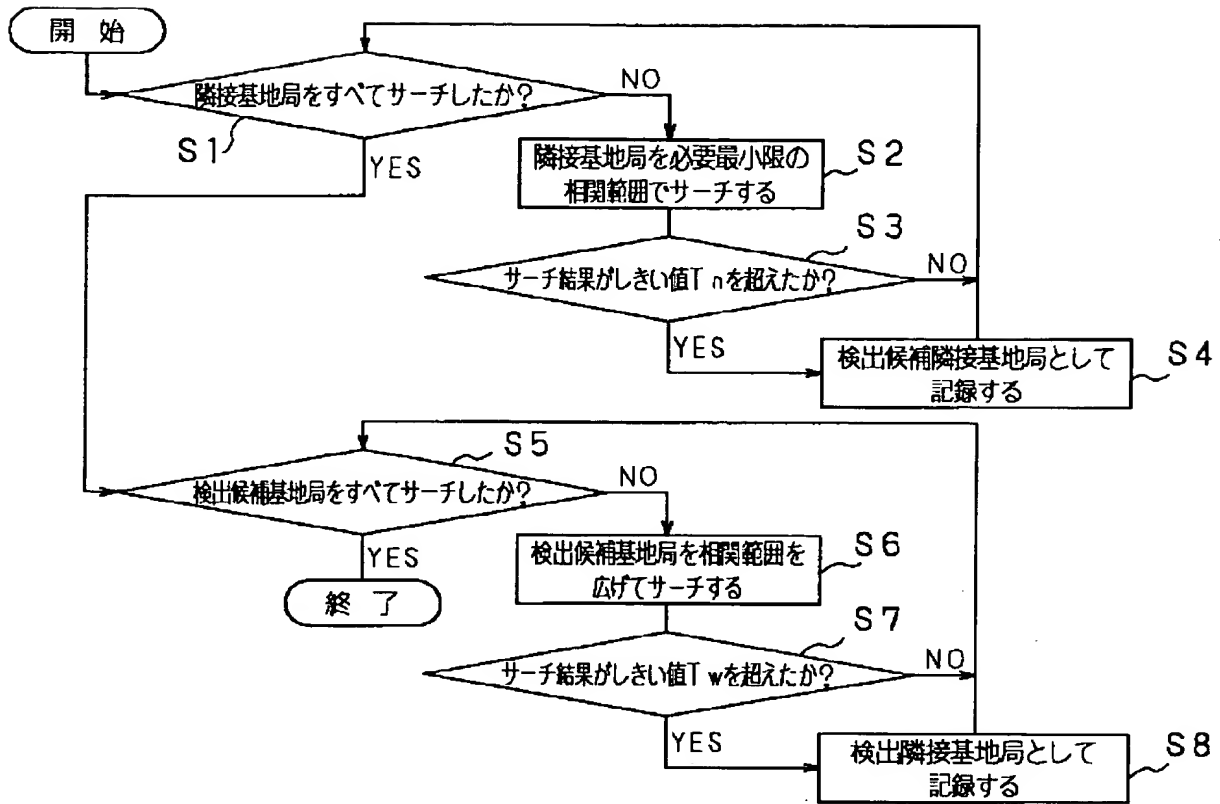 開 始
隣接基地局をすべてサーチしたか?
NO
S1
YES
隣接基地局を必要最小限の
相関範囲でサーチする
S2
S3
サーチ結果がしきい値Tnを超えたか?
NO
YES
検出候補隣接基地局として
記録する
S4
S5
検出候補基地局をすべてサーチしたか?
NO
YES
終 了
検出候補基地局を相関範囲を
広げてサーチする
S6
S7
サーチ結果がしきい値Twを超えたか?
NO
YES
検出隣接基地局として
記録する
S8